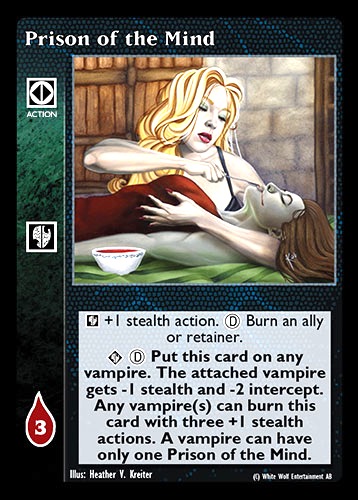 Prison of the Mind
ACTION
+1 stealth action. Ⓓ Burn an ally
or retainer.
Ⓓ Put this card on any
vampire. The attached vampire
gets -1 stealth and -2 intercept.
Any vampire(s) can burn this
card with three +1 stealth
actions. A vampire can have
only one Prison of the Mind.
3
Illus: Heather V. Kreiter
(C) White Wolf Entertainment AB